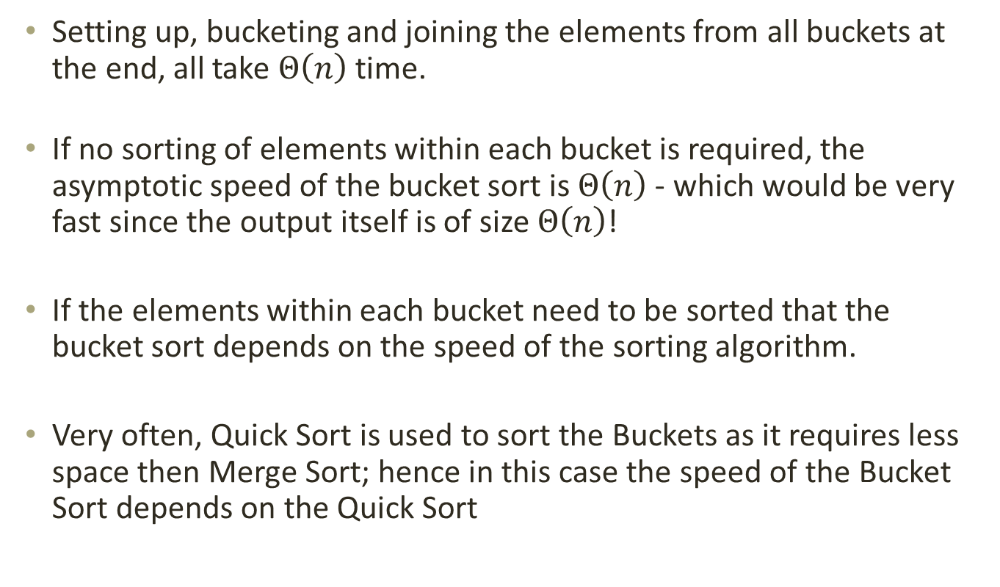 • Setting up, bucketing and joining the elements from all buckets at
the end, all take Θ(n) time.
• If no sorting of elements within each bucket is required, the
asymptotic speed of the bucket sort is Θ(n) - which would be very
fast since the output itself is of size Θ(n)!
• If the elements within each bucket need to be sorted that the
bucket sort depends on the speed of the sorting algorithm.
• Very often, Quick Sort is used to sort the Buckets as it requires less
space then Merge Sort; hence in this case the speed of the Bucket
Sort depends on the Quick Sort